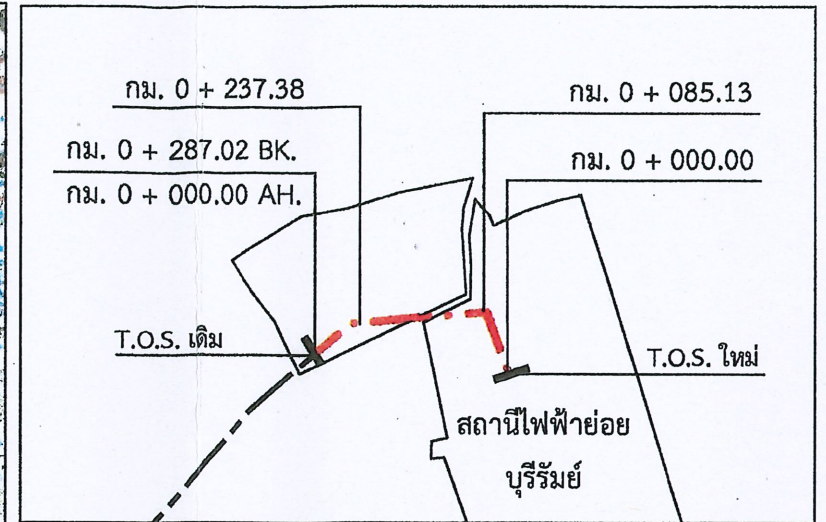 กม. 0 + 237.38
กม. 0 + 085.13
กม. 0 + 287.02 BK.
กม. 0 + 000.00 AH.
กม. 0 + 000.00
T.O.S. เดิม
T.O.S. ใหม่
สถานีไฟฟ้าย่อย
บุรีรัมย์